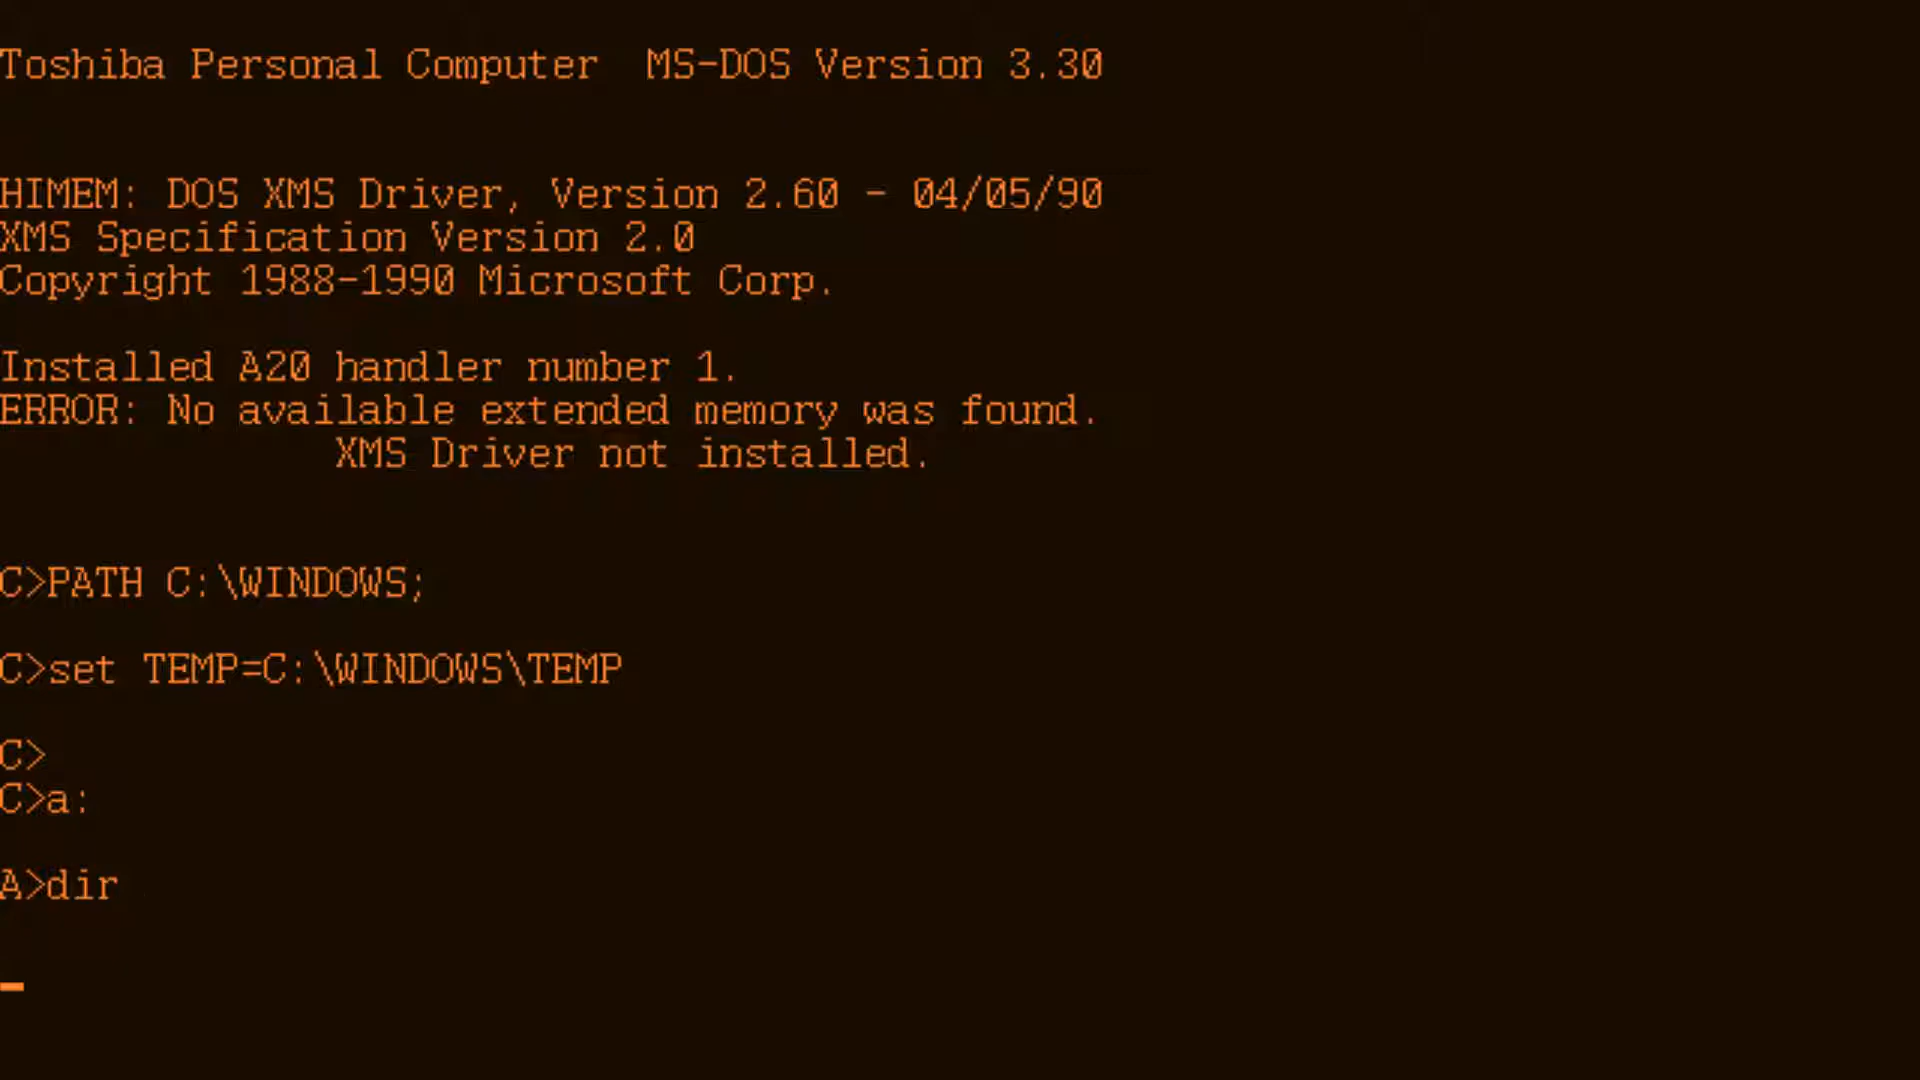 Toshiba Personal Computer  MS-DOS Version 3.30
HIMEM: DOS XMS Driver, Version 2.60 - 04/05/90
XMS Specification Version 2.0
Copyright 1988-1990 Microsoft Corp.
Installed A20 handler number 1.
ERROR: No available extended memory was found.
XMS Driver not installed.
C>PATH C:\WINDOWS;
C>set TEMP=C:\WINDOWS\TEMP
C>
C>a:
A>dir